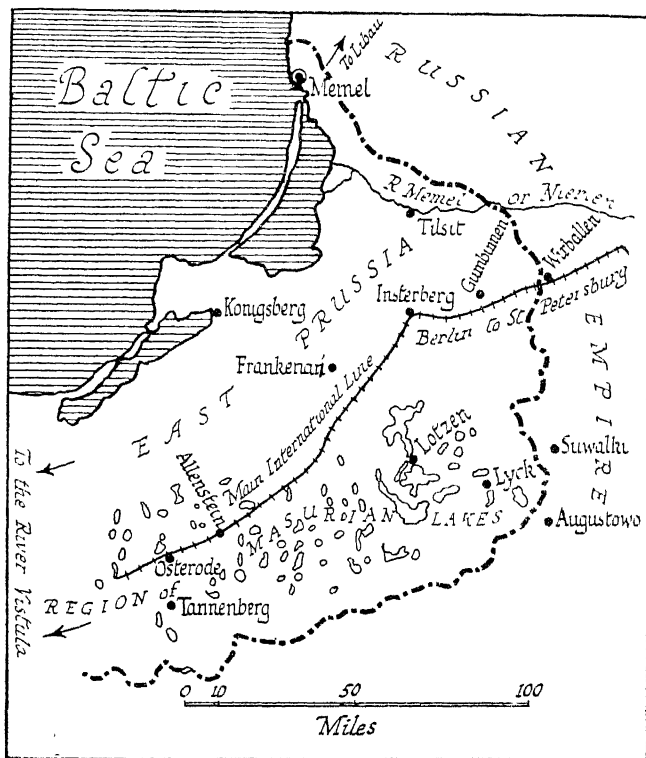 Baltic
Sea
To Libau
Memel
RUSSIAN
EMPIRE
R Memel or Niemen
Tilsit
Gumbumen
Wirballen
Konigsberg
Insterberg
Berlin to St. Petersburg
EAST PRUSSIA
Frankenau
Main International Line
Lotzen
Suwalki
Lyck
Allenstein
MASURIAN LAKES
Augustowo
Osterode
REGION of
Tannenberg
To the River Vistula
0 10 50 100
Miles